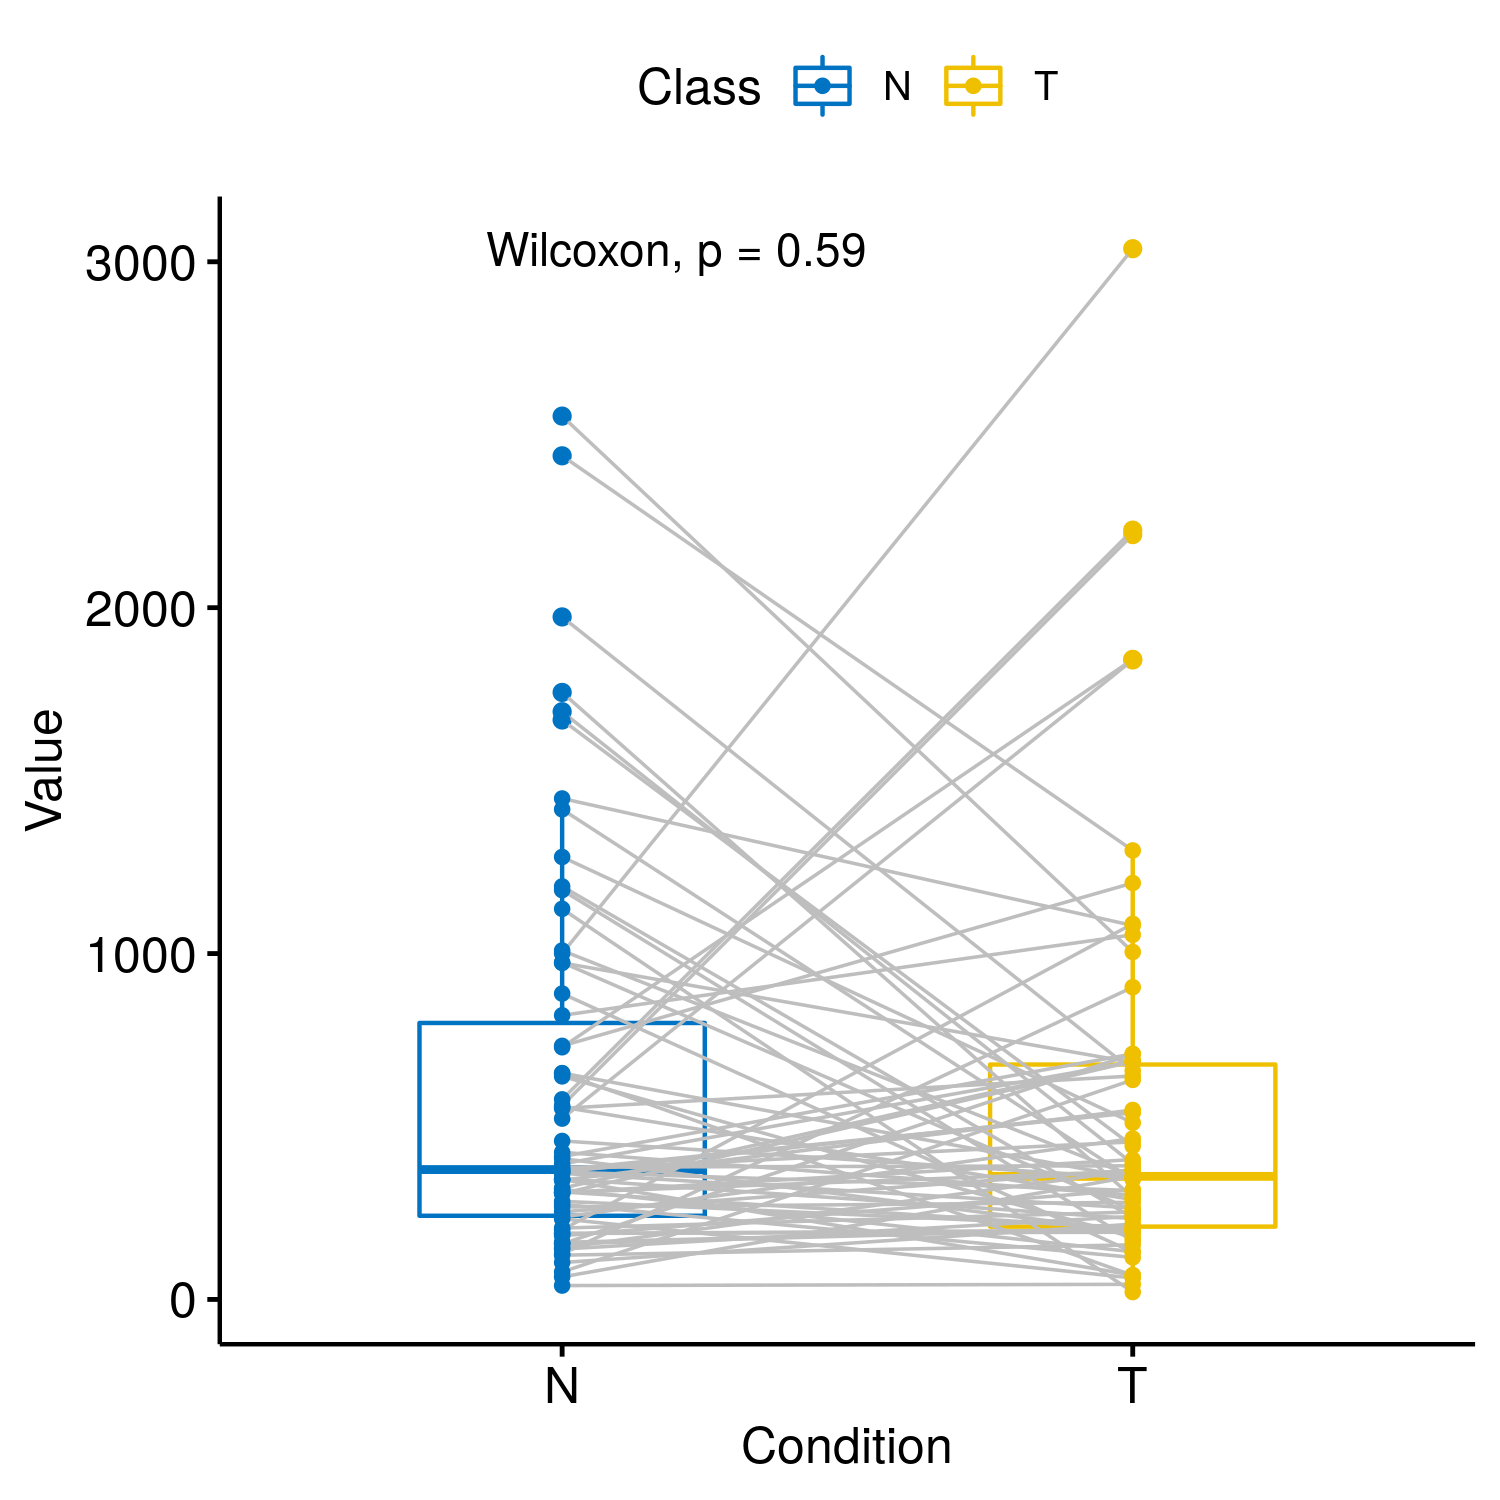 Class N T
Wilcoxon, p = 0.59
3000
2000
1000
0
Value
N T
Condition